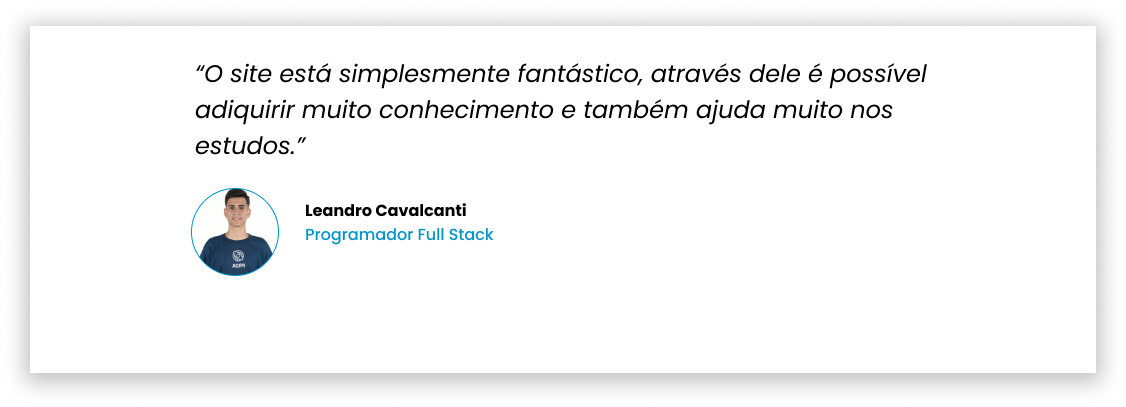 “O site está simplesmente fantástico, através dele é possível
adiquirir muito conhecimento e também ajuda muito nos
estudos.”
Leandro Cavalcanti
Programador Full Stack